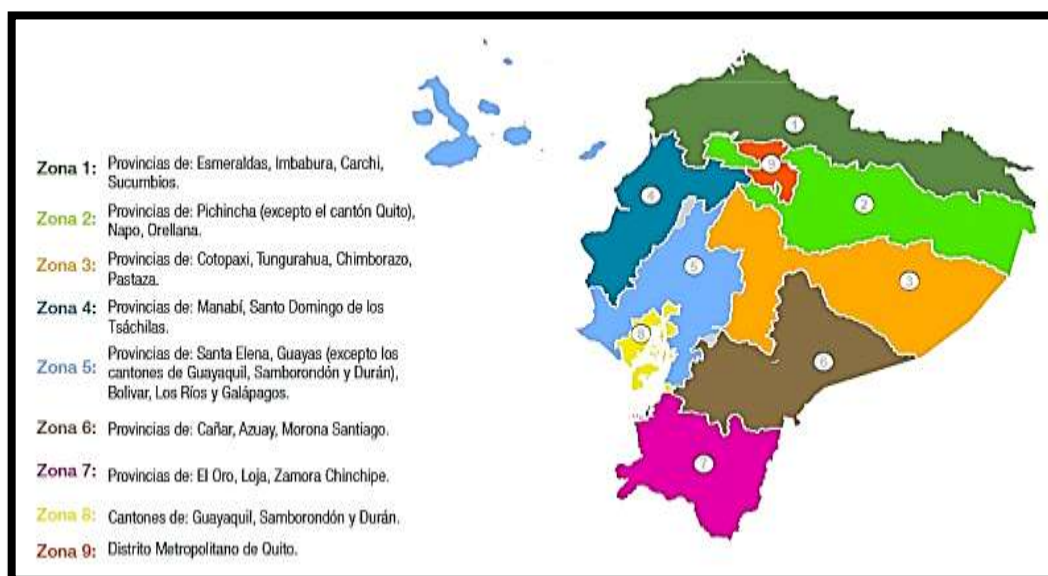 Zona 1: Provincias de: Esmeraldas, Imbabura, Carchi,
Sucumbios.
Zona 2: Provincias de: Pichincha (excepto el cantón Quito),
Napo, Orellana.
Zona 3: Provincias de: Cotopaxi, Tungurahua, Chimborazo,
Pastaza.
Zona 4: Provincias de: Manabí, Santo Domingo de los
Tsáchilas.
Zona 5: Provincias de: Santa Elena, Guayas (excepto los
cantones de Guayaquil, Samborondón y Durán),
Bolivar, Los Ríos y Galápagos.
Zona 6: Provincias de: Cañar, Azuay, Morona Santiago.
Zona 7: Provincias de: El Oro, Loja, Zamora Chinchipe.
Zona 8: Cantones de: Guayaquil, Samborondón y Durán.
Zona 9: Distrito Metropolitano de Quito.
1
9
2
4
5
3
8
6
7